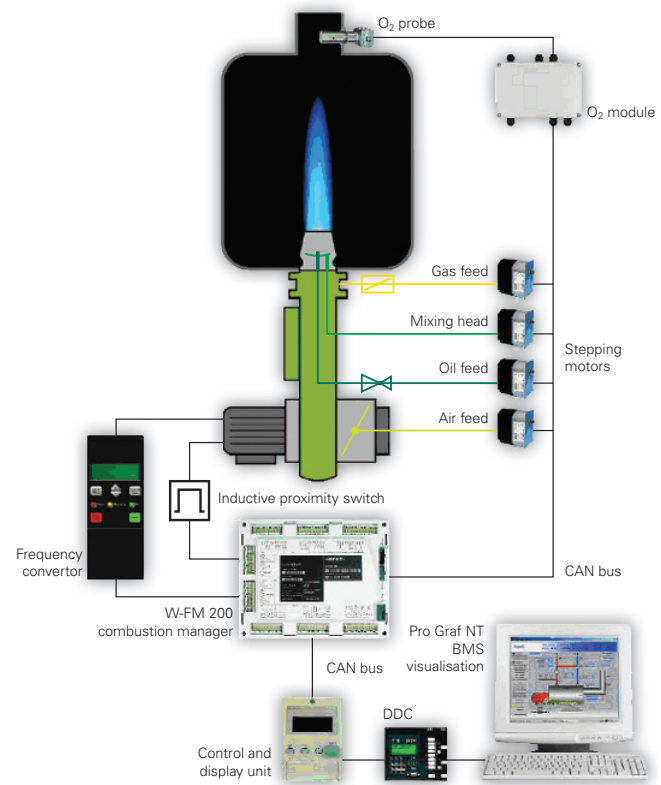 O₂ probe
O₂ module
Gas feed
Mixing head
Stepping
motors
Oil feed
Air feed
Inductive proximity switch
Frequency
convertor
W-FM 200
combustion manager
CAN bus
Pro Graf NT
BMS
visualisation
CAN bus
DDC
Control and
display unit